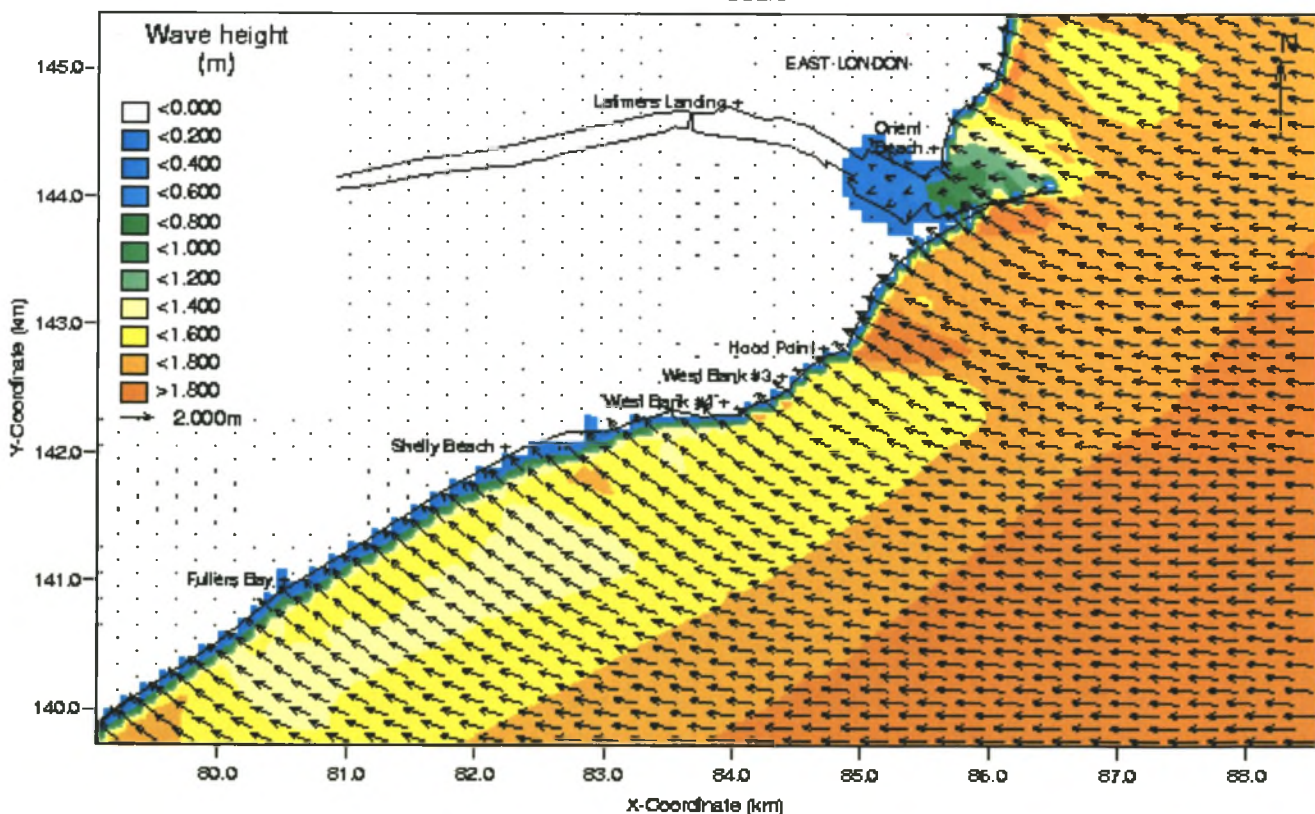 Wave height
(m)
<0.000
<0.200
<0.400
<0.600
<0.800
<1.000
<1.200
<1.400
<1.600
<1.800
>1.800
2.000m
EAST LONDON
Latimers Landing
Orient
Beach
Hood Point
West Bank #3
West Bank #4
Shelly Beach
Fullers Bay
145.0
144.0
143.0
142.0
141.0
140.0
Y-Coordinate (km)
80.0 81.0 82.0 83.0 84.0 85.0 86.0 87.0 88.0
X-Coordinate (km)